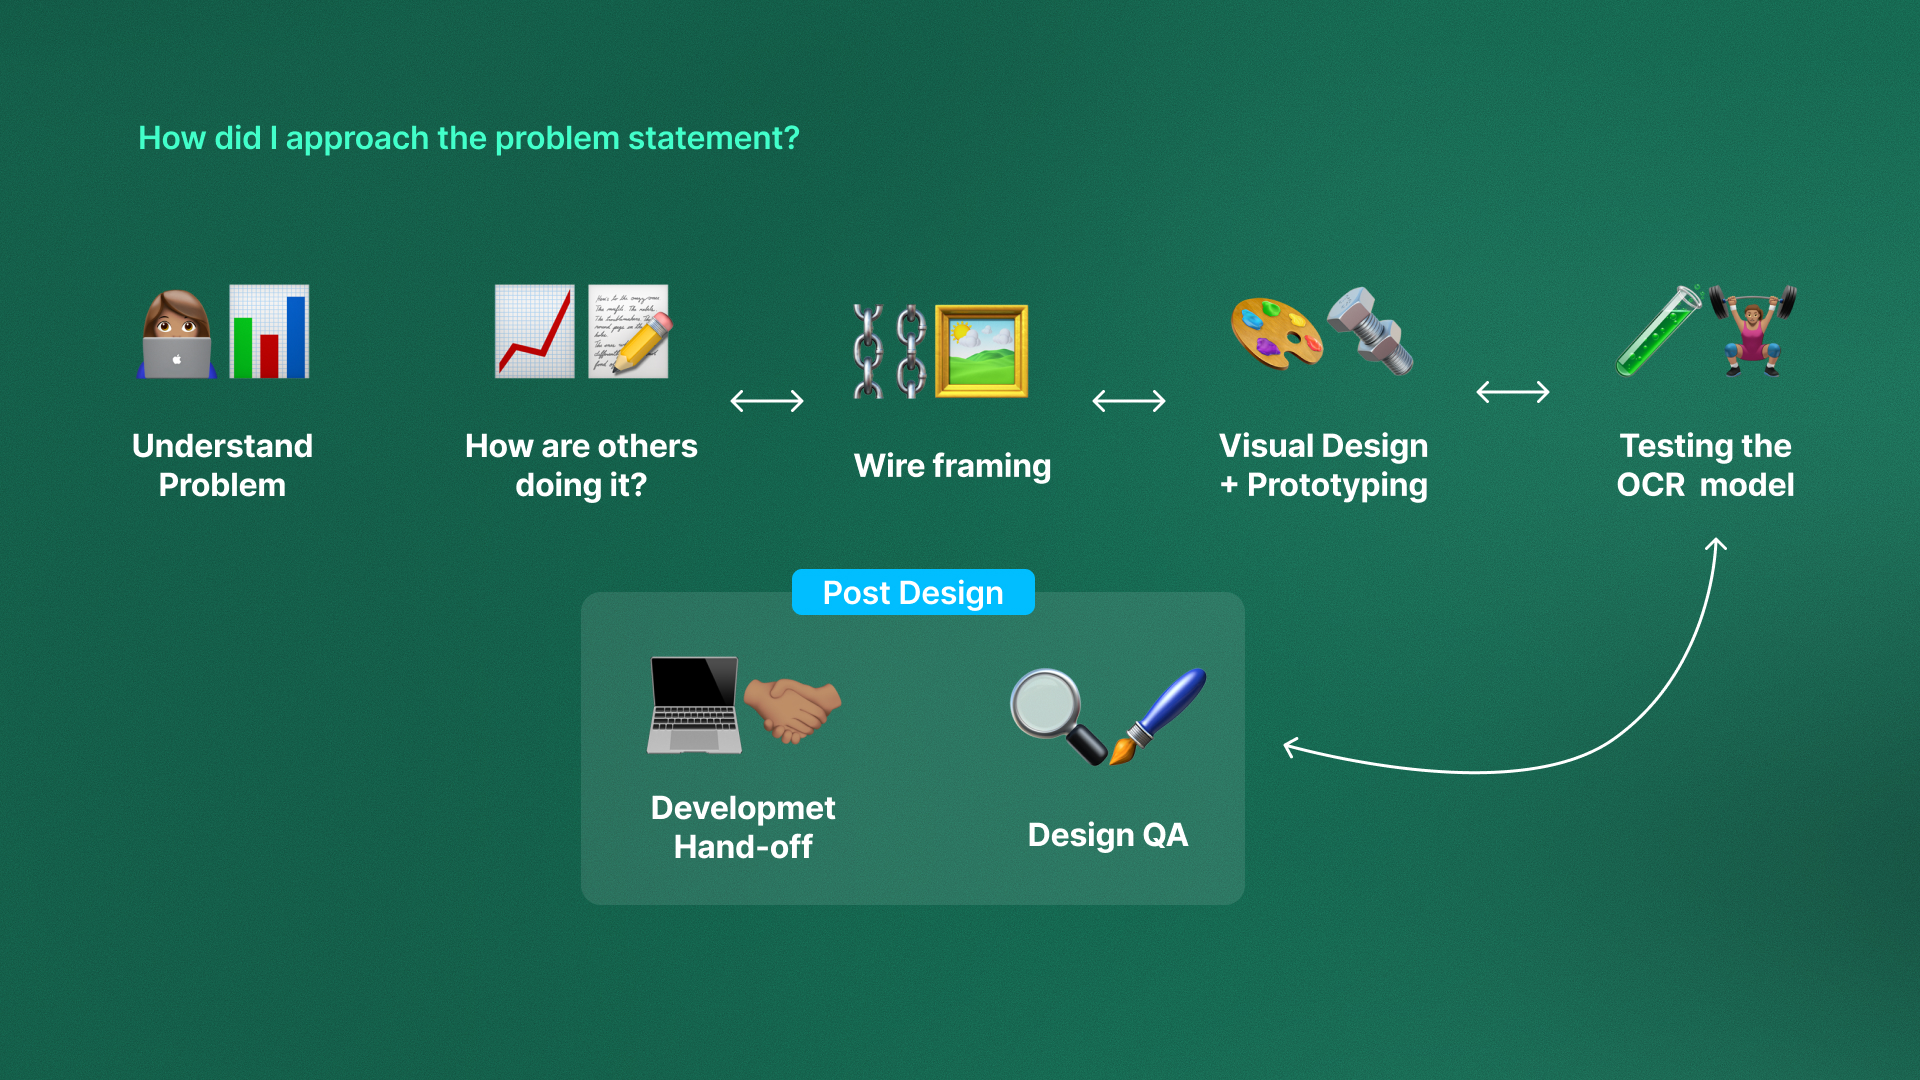 How did I approach the problem statement?
Understand
Problem
How are others
doing it?
Wire framing
Visual Design
+ Prototyping
Testing the
OCR  model
Post Design
Developmet
Hand-off
Design QA